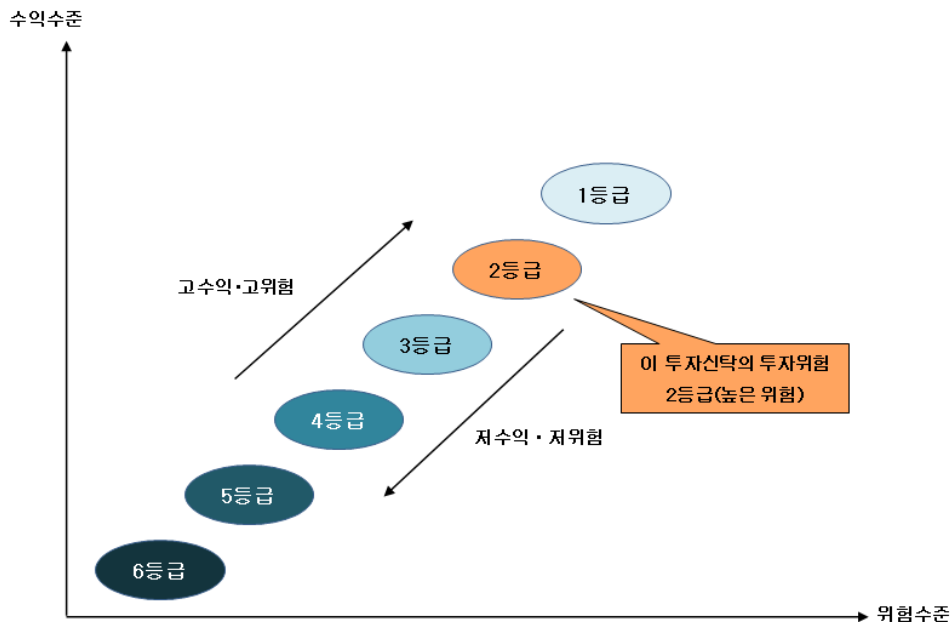 수익수준
1등급
2등급
고수익·고위험
3등급
이 투자신탁의 투자위험
2등급(높은 위험)
4등급
저수익·저위험
5등급
6등급
위험수준